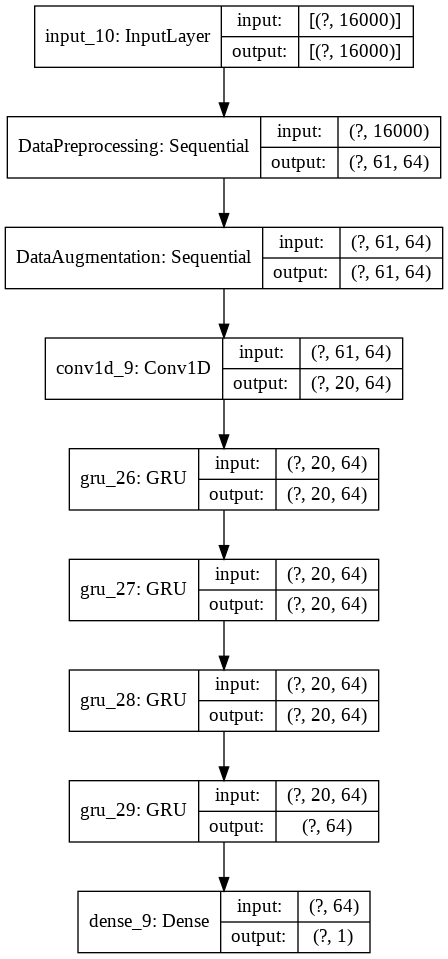 input_10: InputLayer
input: [(?, 16000)]
output: [(?, 16000)]
DataPreprocessing: Sequential
input: (?, 16000)
output: (?, 61, 64)
DataAugmentation: Sequential
input: (?, 61, 64)
output: (?, 61, 64)
conv1d_9: Conv1D
input: (?, 61, 64)
output: (?, 20, 64)
gru_26: GRU
input: (?, 20, 64)
output: (?, 20, 64)
gru_27: GRU
input: (?, 20, 64)
output: (?, 20, 64)
gru_28: GRU
input: (?, 20, 64)
output: (?, 20, 64)
gru_29: GRU
input: (?, 20, 64)
output: (?, 64)
dense_9: Dense
input: (?, 64)
output: (?, 1)